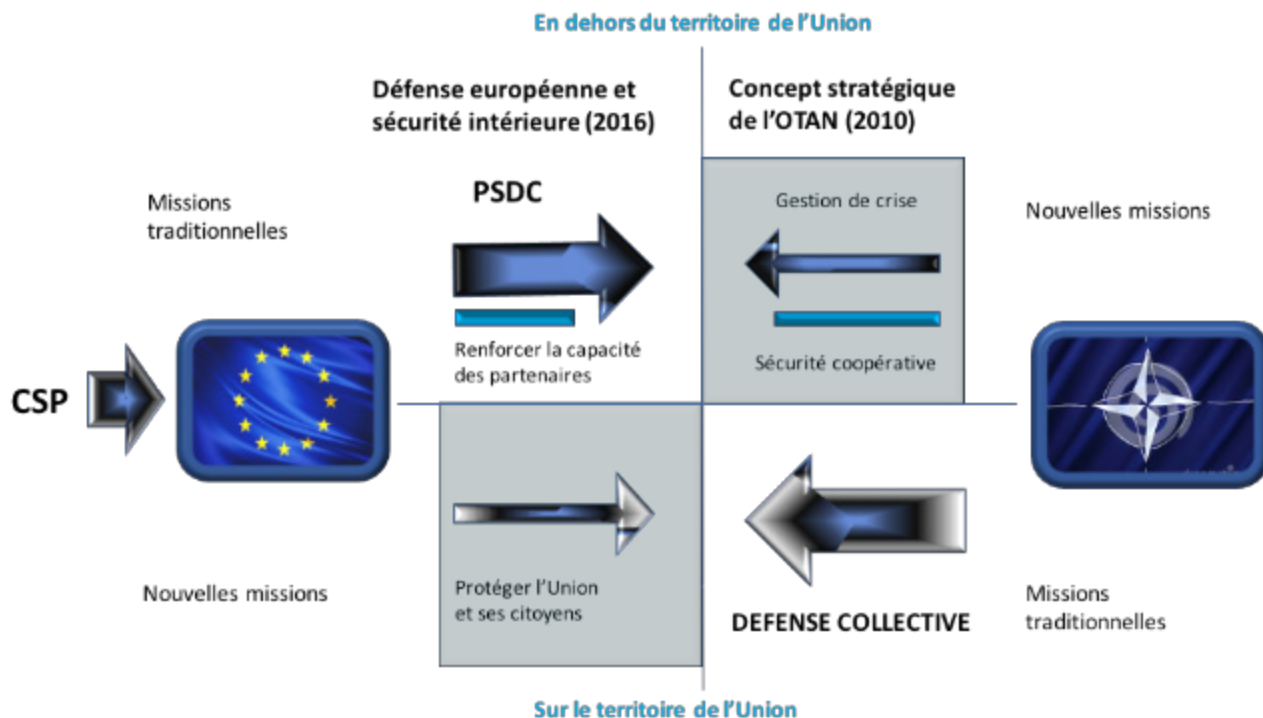 En dehors du territoire de l'Union
Défense européenne et
sécurité intérieure (2016)
Concept stratégique
de l'OTAN (2010)
Missions
traditionnelles
PSDC
Gestion de crise
Nouvelles missions
Renforcer la capacité
des partenaires
Sécurité coopérative
CSP
Nouvelles missions
Protéger l'Union
et ses citoyens
DEFENSE COLLECTIVE
Missions
traditionnelles
Sur le territoire de l'Union